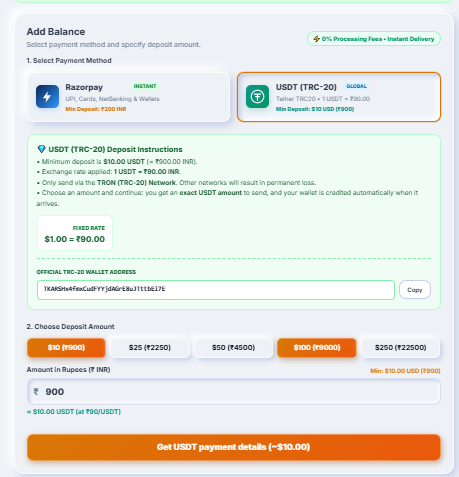 Add Balance
Select payment method and specify deposit amount.
⚡ 0% Processing Fees • Instant Delivery
1. Select Payment Method
Razorpay INSTANT
UPI, Cards, NetBanking & Wallets
Min Deposit: ₹200 INR
USDT (TRC-20) GLOBAL
Tether TRC20 • 1 USDT = ₹90.00
Min Deposit: $10 USD (₹900)
💎 USDT (TRC-20) Deposit Instructions
• Minimum deposit is $10.00 USDT (≈ ₹900.00 INR).
• Exchange rate applied: 1 USDT = ₹90.00 INR.
• Only send via the TRON (TRC-20) Network. Other networks will result in permanent loss.
• Choose an amount and continue: you get an exact USDT amount to send, and your wallet is credited automatically when it
arrives.
FIXED RATE
$1.00 = ₹90.00
OFFICIAL TRC-20 WALLET ADDRESS
Copy
2. Choose Deposit Amount
$10 (₹900)
$25 (₹2250)
$50 (₹4500)
$100 (₹9000)
$250 (₹22500)
Amount in Rupees (₹ INR)
Min: $10.00 USD (₹900)
₹ 900
≈ $10.00 USDT (at ₹90/USDT)
Get USDT payment details (~$10.00)